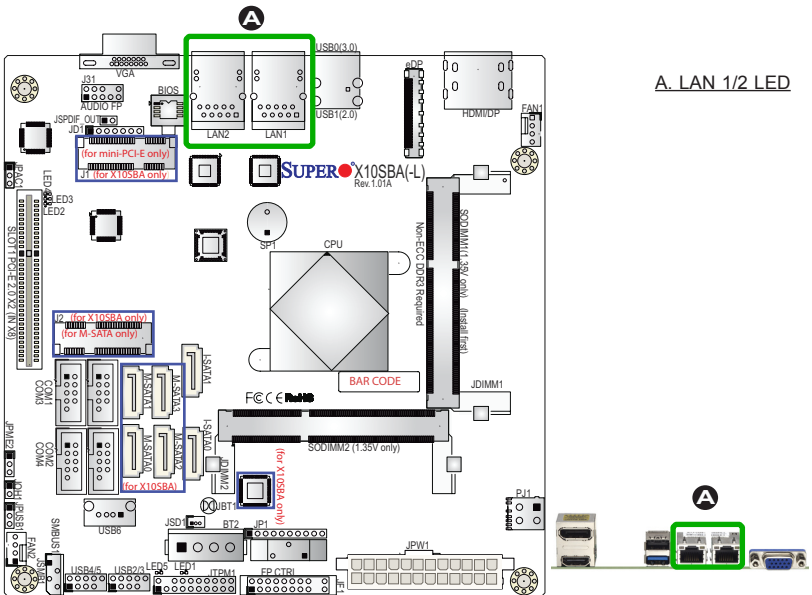 A
A. LAN 1/2 LED
VGA
J31
AUDIO FP
JSPDIF_OUT
JD1
BIOS
LAN2
LAN1
USB0(3.0)
USB1(2.0)
eDP
HDMI/DP
FAN1
(for mini-PCI-E only)
J1 (for X10SBA only
SUPER X10SBA(-L)
Rev.1.01A
JPAC1
LED4
LED3
LED2
SLOT1 PCI-E 2.0 X2 (IN X8)
SP1
CPU
SODIMM1(1.35V only) (Install first)
Non-ECC DDR3 Required
J2 (for X10SBA only)
(for M-SATA only)
BAR CODE
JDIMM1
FC CE RoHS
COM1
COM3
M-SATA1
M-SATA3
I-SATA1
COM2
COM4
M-SATA0
M-SATA2
I-SATA0
(for X10SBA)
SODIMM2 (1.35V only)
JDIMM2
(for X10SBA only)
JPME2
JPUSB1
USB6
JBT1
JSD1
BT2
JP1
PJ1
A
FAN2
SMBUS1
USB4/5
USB2/3
LED5
LED1
JTPM1
FP CTRL
JF1
JPW1